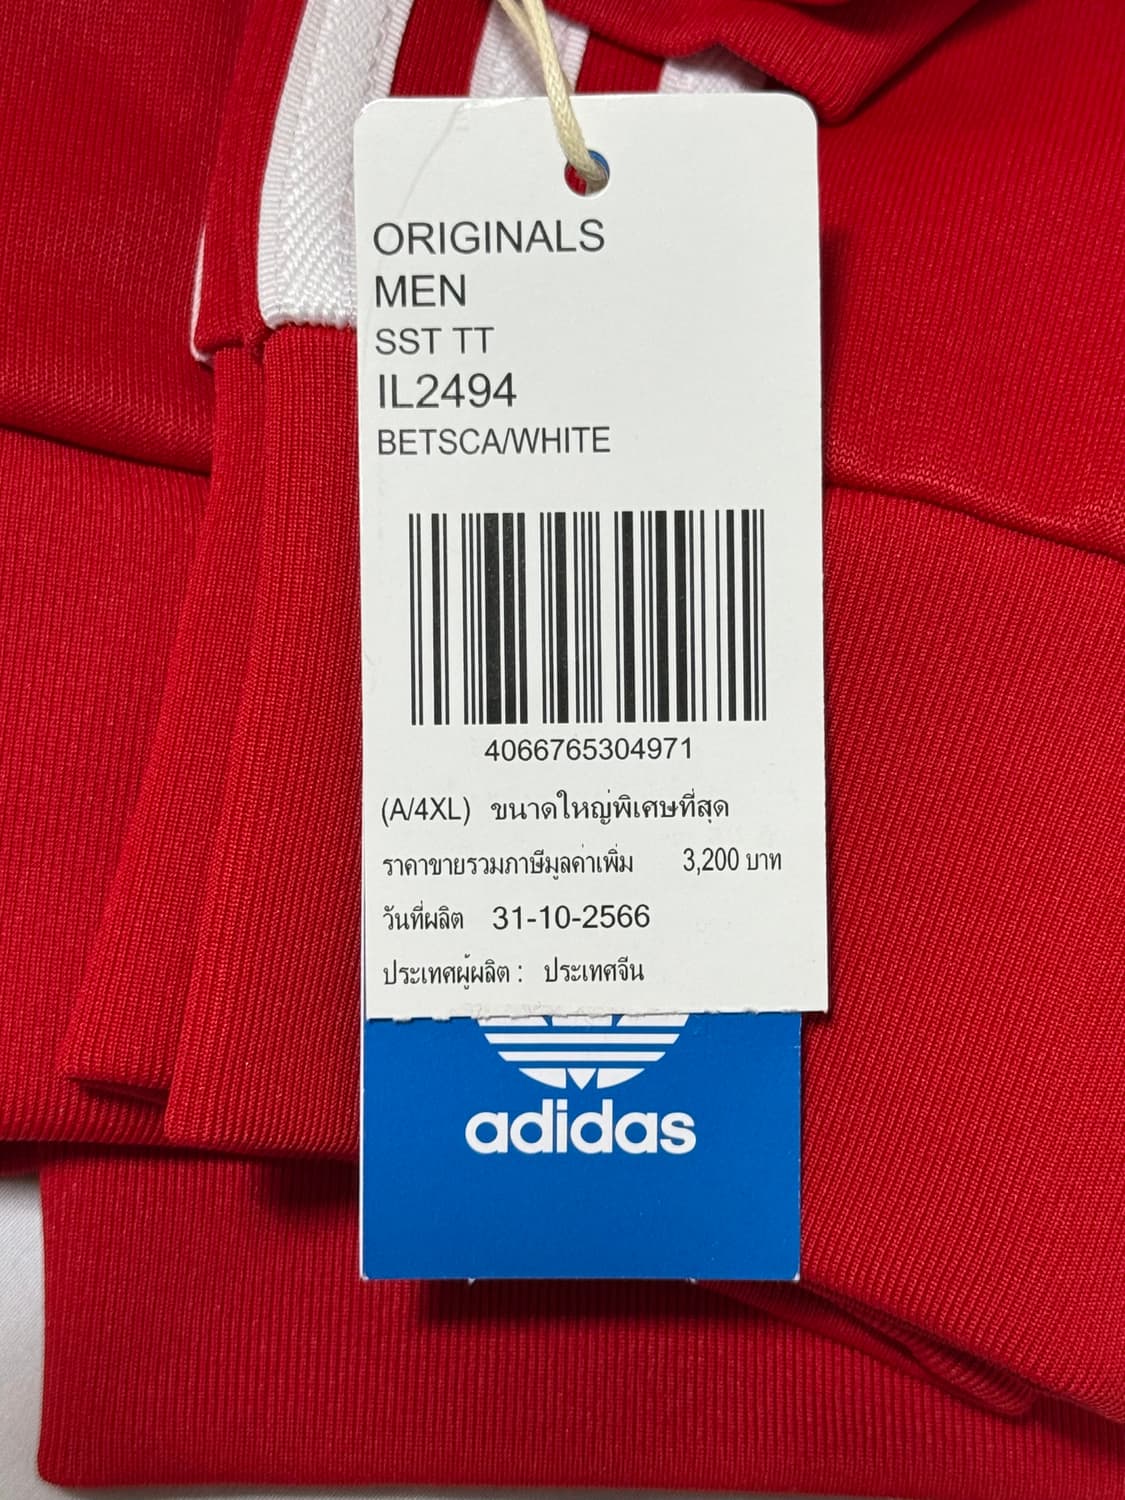 ORIGINALS
MEN
SST TT
IL2494
BETSCA/WHITE
4066765304971
(A/4XL) ขนาดใหญ่พิเศษที่สุด
ราคาขายรวมภาษีมูลค่าเพิ่ม 3,200 บาท
วันที่ผลิต 31-10-2566
ประเทศผู้ผลิต : ประเทศจีน
adidas